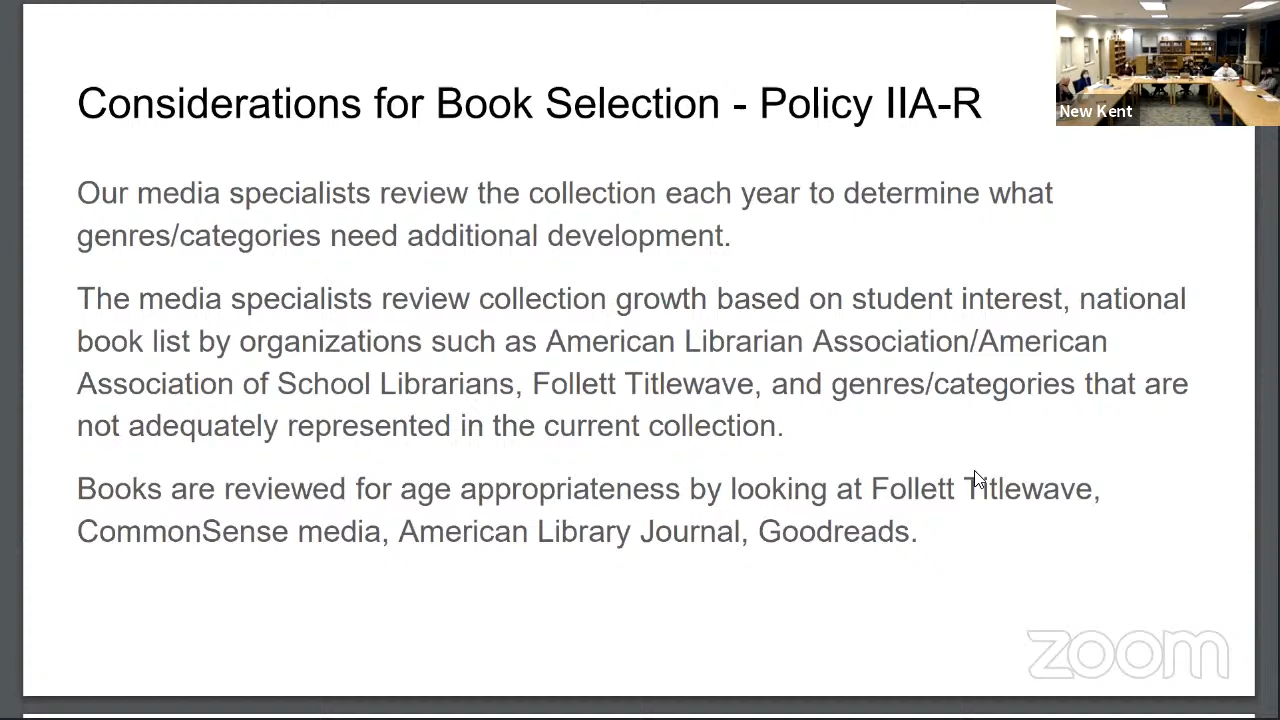 Considerations for Book Selection - Policy IIA-R
New Kent
Our media specialists review the collection each year to determine what
genres/categories need additional development.
The media specialists review collection growth based on student interest, national
book list by organizations such as American Librarian Association/American
Association of School Librarians, Follett Titlewave, and genres/categories that are
not adequately represented in the current collection.
Books are reviewed for age appropriateness by looking at Follett Titlewave,
CommonSense media, American Library Journal, Goodreads.
zoom